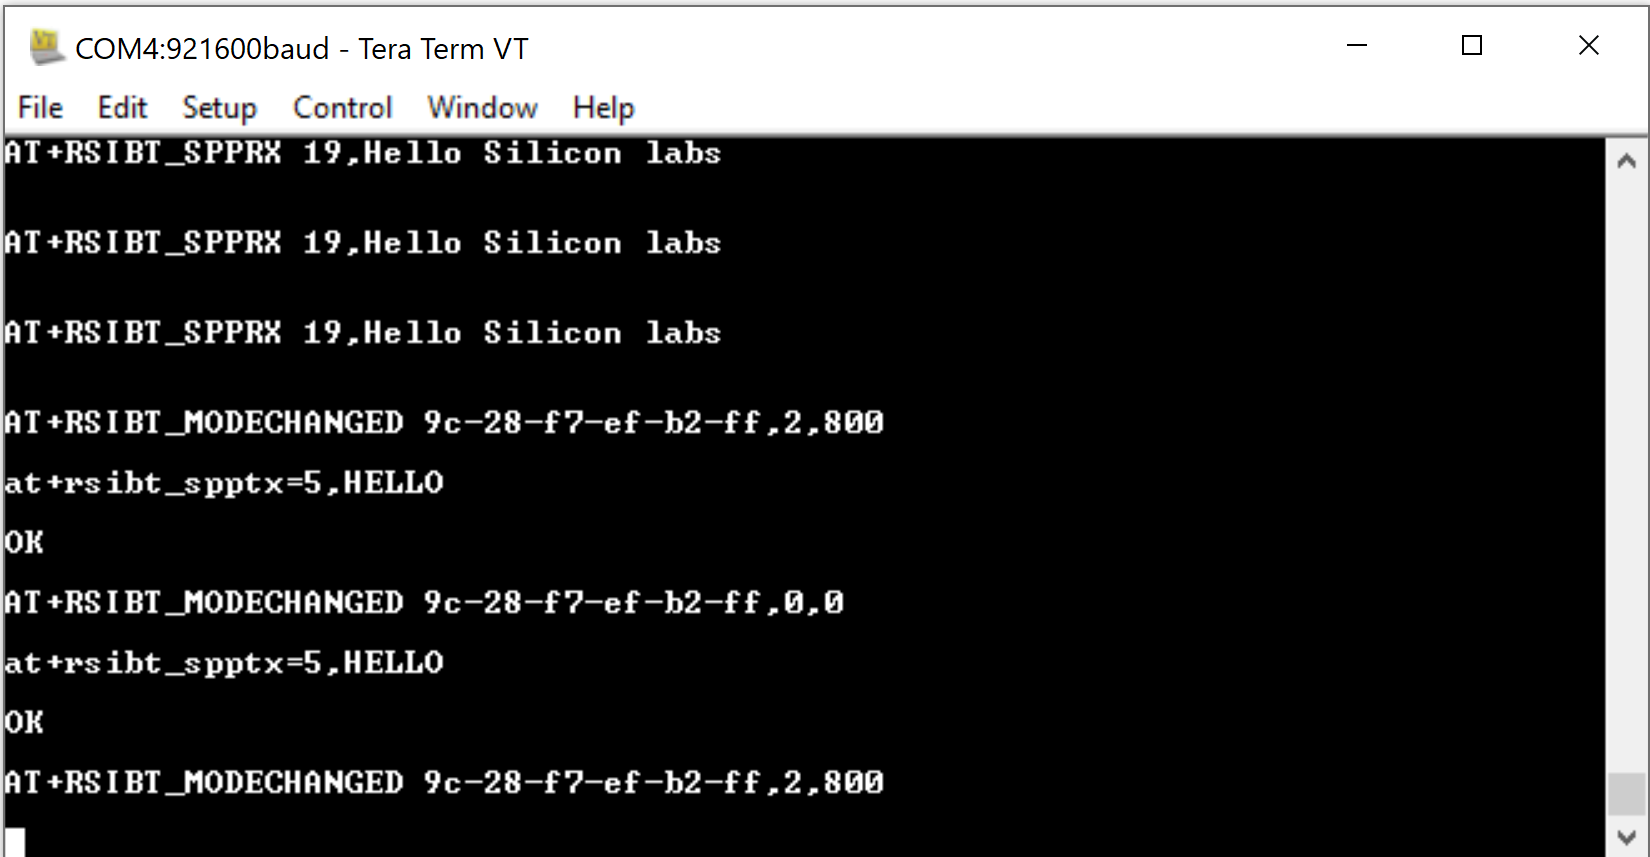 COM4:921600baud - Tera Term VT
File Edit Setup Control Window Help
AT+RSIBT_SPPRX 19,Hello Silicon labs
AT+RSIBT_SPPRX 19,Hello Silicon labs
AT+RSIBT_SPPRX 19,Hello Silicon labs
AT+RSIBT_MODECHANGED 9c-28-f7-ef-b2-ff,2,800
at+rsibt_spptx=5,HELLO
OK
AT+RSIBT_MODECHANGED 9c-28-f7-ef-b2-ff,0,0
at+rsibt_spptx=5,HELLO
OK
AT+RSIBT_MODECHANGED 9c-28-f7-ef-b2-ff,2,800